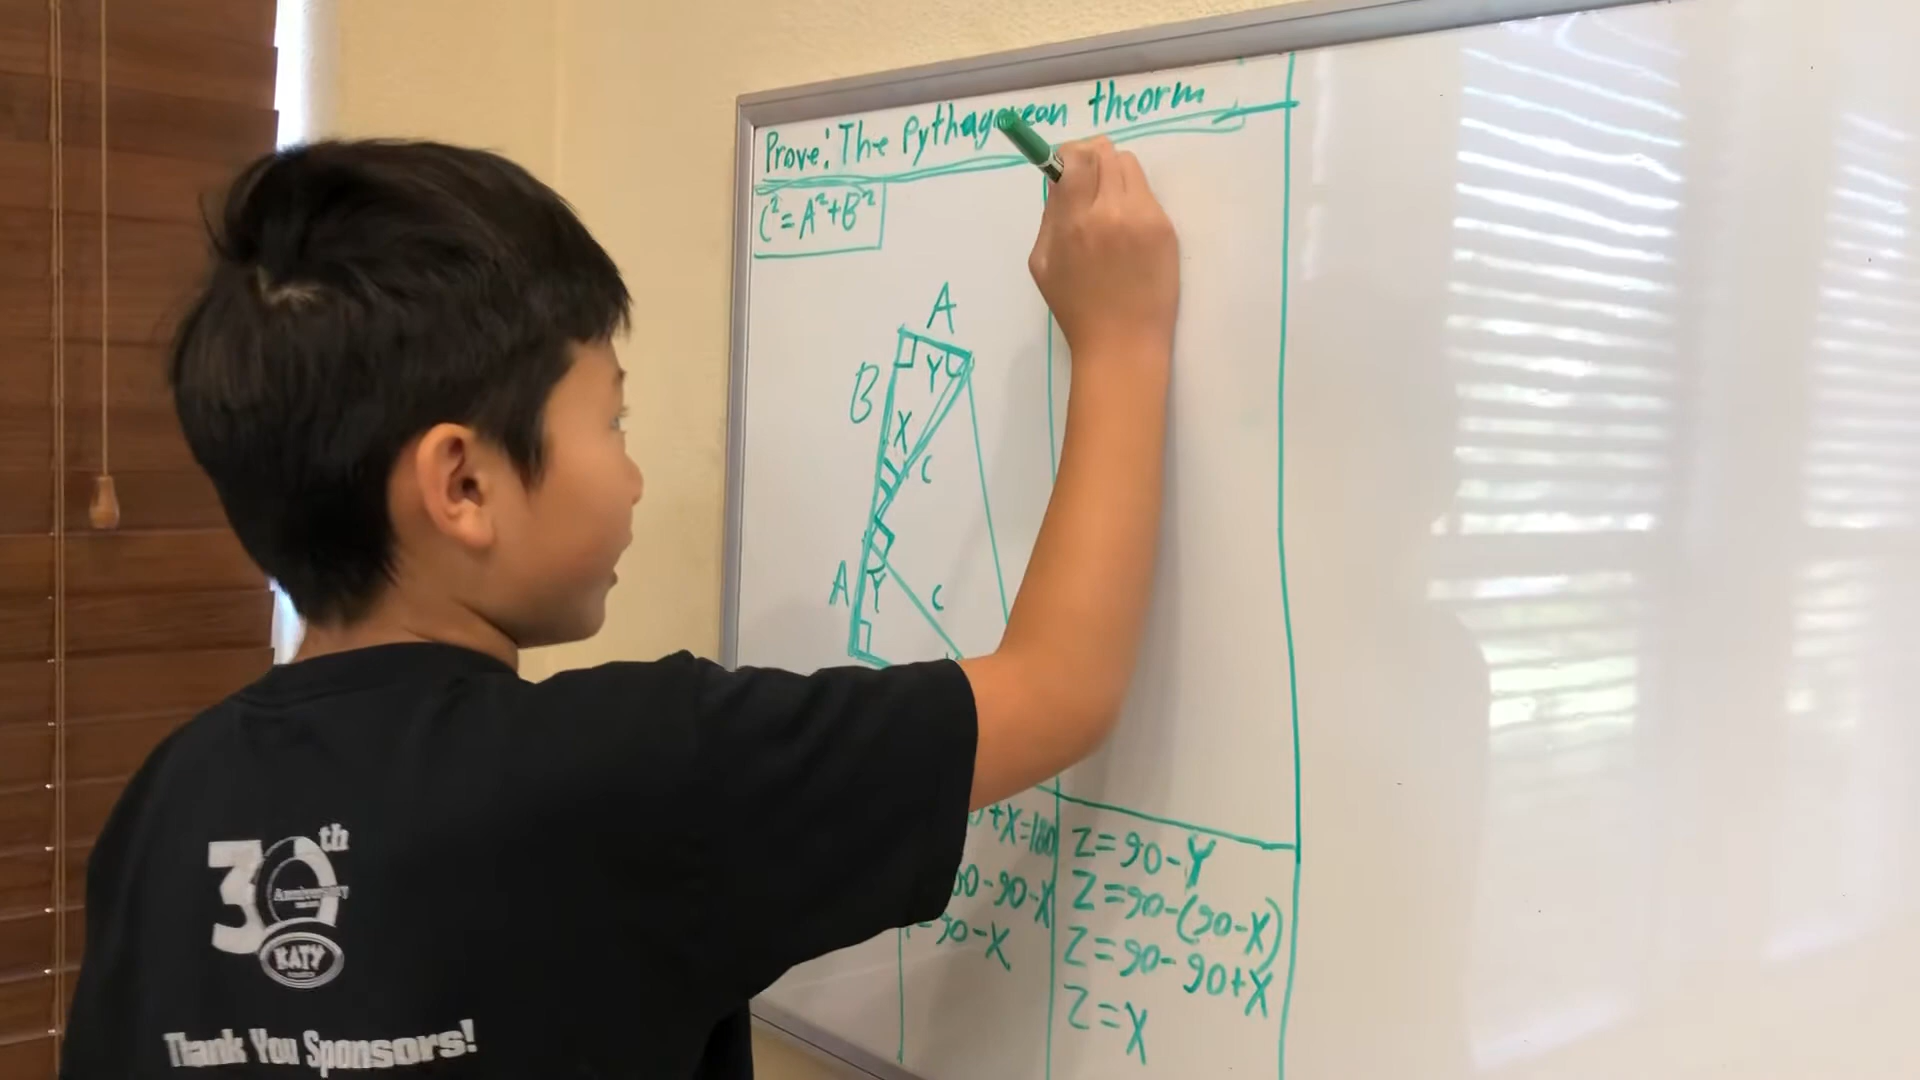 Prove: The Pythagorean theorm
C²=A²+B²
A
B
Y
X
C
A
Y
C
+X=180
90-X
=90-X
Z=90-Y
Z=90-(90-X)
Z=90-90+X
Z=X
30th
Anniversary
KATY
Thank You Sponsors!